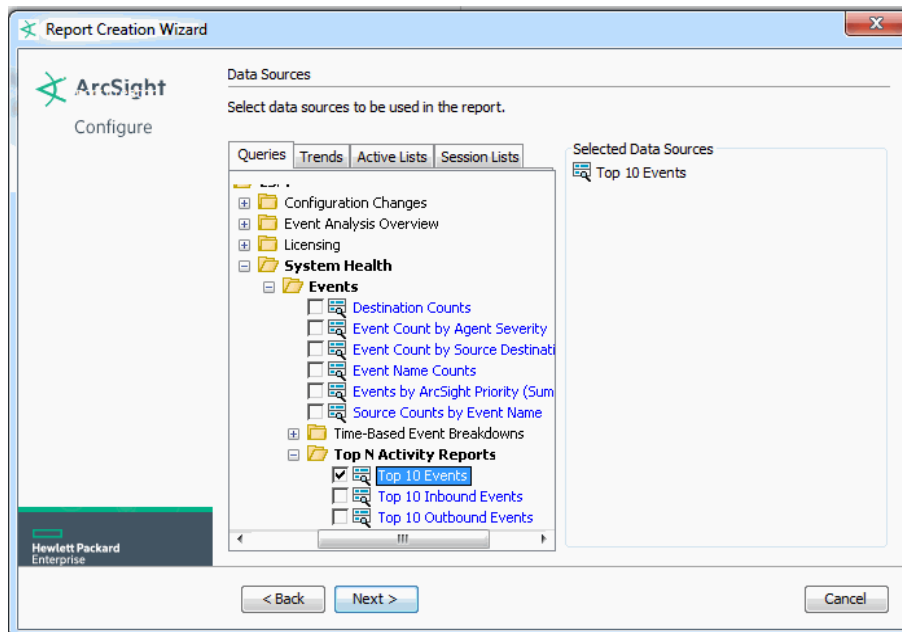 Report Creation Wizard
ArcSight
Configure
Data Sources
Select data sources to be used in the report.
Queries
Trends
Active Lists
Session Lists
Configuration Changes
Event Analysis Overview
Licensing
System Health
Events
Destination Counts
Event Count by Agent Severity
Event Count by Source Destinati
Event Name Counts
Events by ArcSight Priority (Sum
Source Counts by Event Name
Time-Based Event Breakdowns
Top N Activity Reports
Top 10 Events
Top 10 Inbound Events
Top 10 Outbound Events
Selected Data Sources
Top 10 Events
Hewlett Packard
Enterprise
< Back
Next >
Cancel